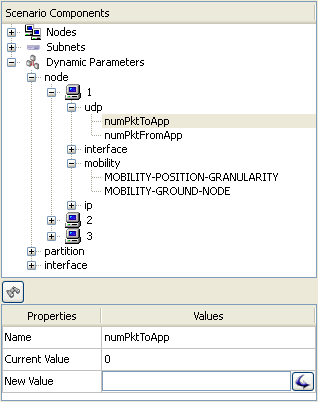 Scenario Components
Nodes
Subnets
Dynamic Parameters
node
1
udp
numPktToApp
numPktFromApp
interface
mobility
MOBILITY-POSITION-GRANULARITY
MOBILITY-GROUND-NODE
ip
2
3
partition
interface
Properties Values
Name numPktToApp
Current Value 0
New Value